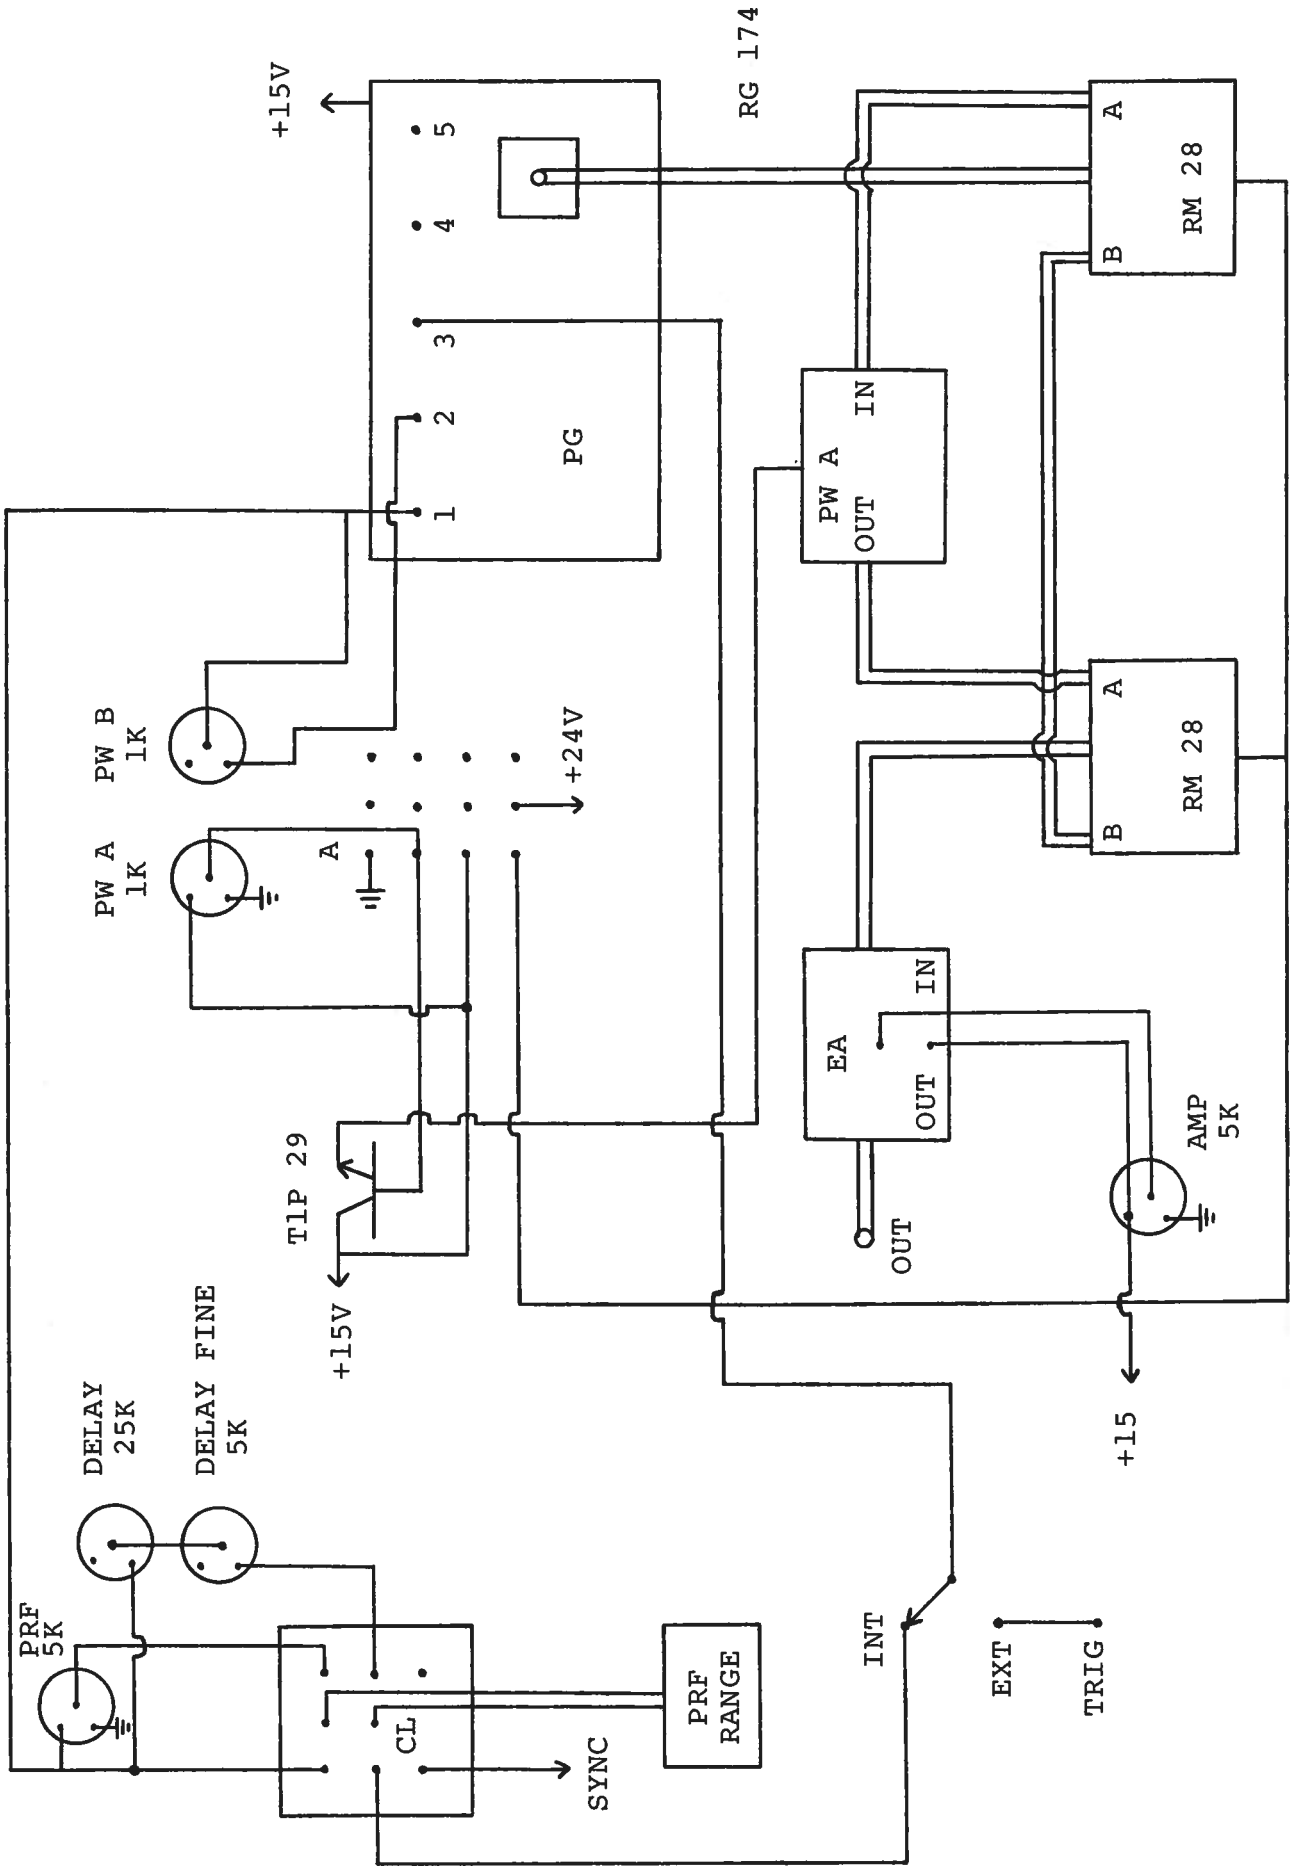 PRF
5K
DELAY
25K
DELAY FINE
5K
CL
SYNC
PRF
RANGE
INT
EXT
TRIG
+15V
T1P 29
PW A
1K
PW B
1K
A
+24V
+15V
1
2
3
4
5
PG
RG 174
OUT
EA
OUT
IN
PW A
OUT
IN
+15
AMP
5K
B
A
RM 28
B
A
RM 28